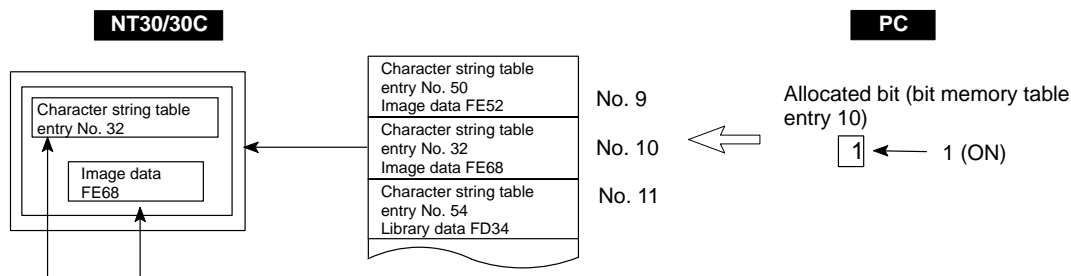 NT30/30C
PC
Character string table
entry No. 32
Image data
FE68
Character string table
entry No. 50
Image data FE52
Character string table
entry No. 32
Image data FE68
Character string table
entry No. 54
Library data FD34
No. 9
No. 10
No. 11
Allocated bit (bit memory table
entry 10)
1
1 (ON)